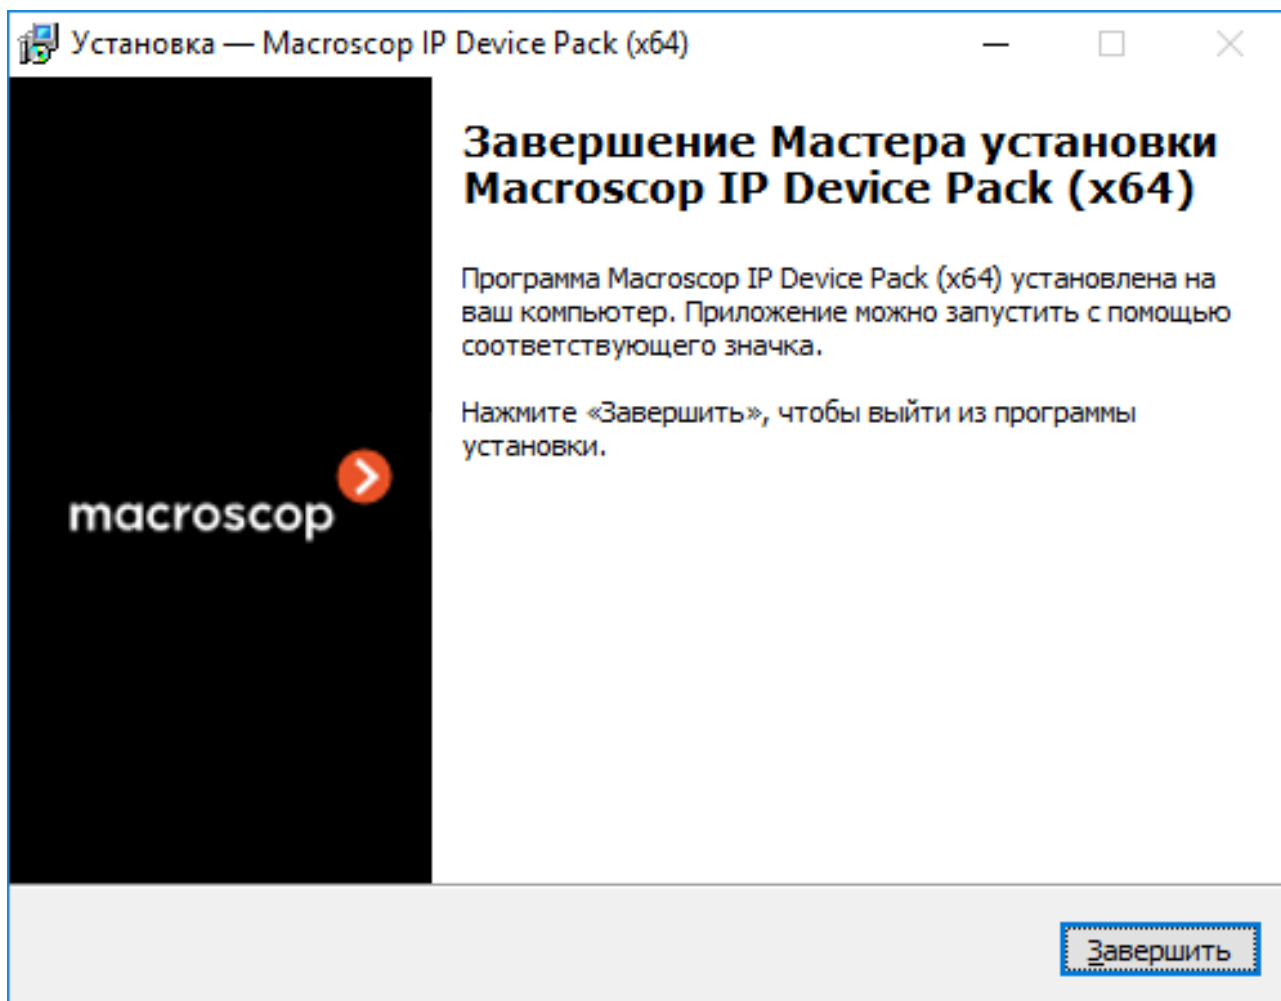 Установка — Macroscop IP Device Pack (x64)
Завершение Мастера установки
Macroscop IP Device Pack (x64)
Программа Macroscop IP Device Pack (x64) установлена на
ваш компьютер. Приложение можно запустить с помощью
соответствующего значка.
Нажмите «Завершить», чтобы выйти из программы
установки.
macroscop
Завершить